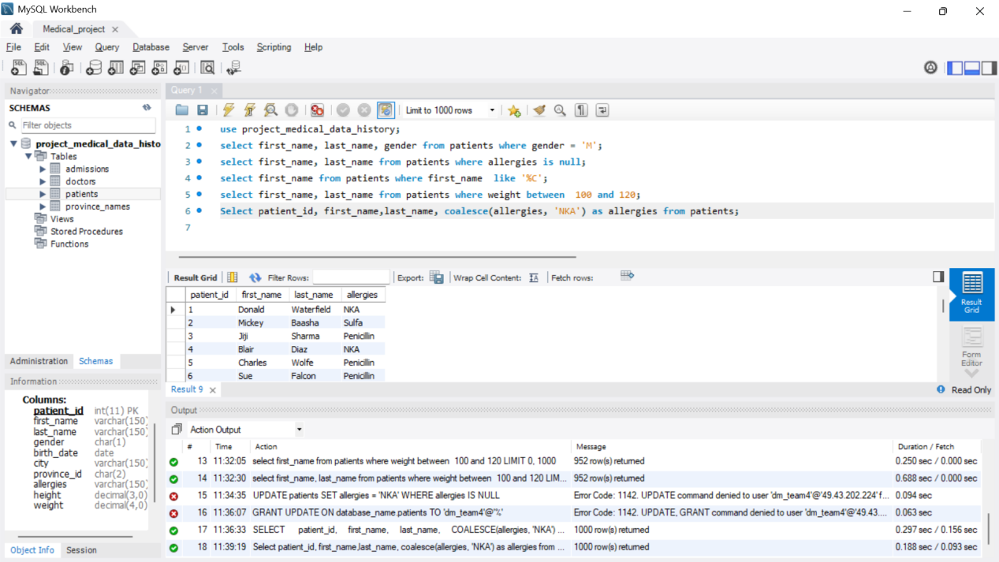 MySQL Workbench
Medical_project
File Edit View Query Database Server Tools Scripting Help
Navigator
SCHEMAS
Filter objects
project_medical_data_histo
Tables
admissions
doctors
patients
province_names
Views
Stored Procedures
Functions
Administration Schemas
Information
Columns:
patient_id int(11) PK
first_name varchar(150)
last_name varchar(150)
gender char(1)
birth_date date
city varchar(150)
province_id char(2)
allergies varchar(150)
height decimal(3,0)
weight decimal(4,0)
Object Info Session
Query 1
Limit to 1000 rows
1 use project_medical_data_history;
2 select first_name, last_name, gender from patients where gender = 'M';
3 select first_name, last_name from patients where allergies is null;
4 select first_name from patients where first_name like '%C';
5 select first_name, last_name from patients where weight between 100 and 120;
6 Select patient_id, first_name,last_name, coalesce(allergies, 'NKA') as allergies from patients;
7
Result Grid Filter Rows: Export: Wrap Cell Content: Fetch rows:
patient_id first_name last_name allergies
1 Donald Waterfield NKA
2 Mickey Baasha Sulfa
3 Jiji Sharma Penicillin
4 Blair Diaz NKA
5 Charles Wolfe Penicillin
6 Sue Falcon Penicillin
Result
Grid
Form
Editor
Result 9
Read Only
Output
Action Output
# Time Action Message Duration / Fetch
13 11:32:05 select first_name from patients where weight between 100 and 120 LIMIT 0, 1000 952 row(s) returned 0.250 sec / 0.000 sec
14 11:32:30 select first_name, last_name from patients where weight between 100 and 120 LIM... 952 row(s) returned 0.688 sec / 0.000 sec
15 11:34:35 UPDATE patients SET allergies = 'NKA' WHERE allergies IS NULL Error Code: 1142. UPDATE command denied to user 'dm_team4'@'49.43.202.224' f... 0.094 sec
16 11:36:07 GRANT UPDATE ON database_name.patients TO 'dm_team4'@'%' Error Code: 1142. UPDATE, GRANT command denied to user 'dm_team4'@'49.43.... 0.063 sec
17 11:36:33 SELECT patient_id, first_name, last_name, COALESCE(allergies, 'NKA') ... 1000 row(s) returned 0.297 sec / 0.156 sec
18 11:39:19 Select patient_id, first_name,last_name, coalesce(allergies, 'NKA') as allergies from ... 1000 row(s) returned 0.188 sec / 0.093 sec